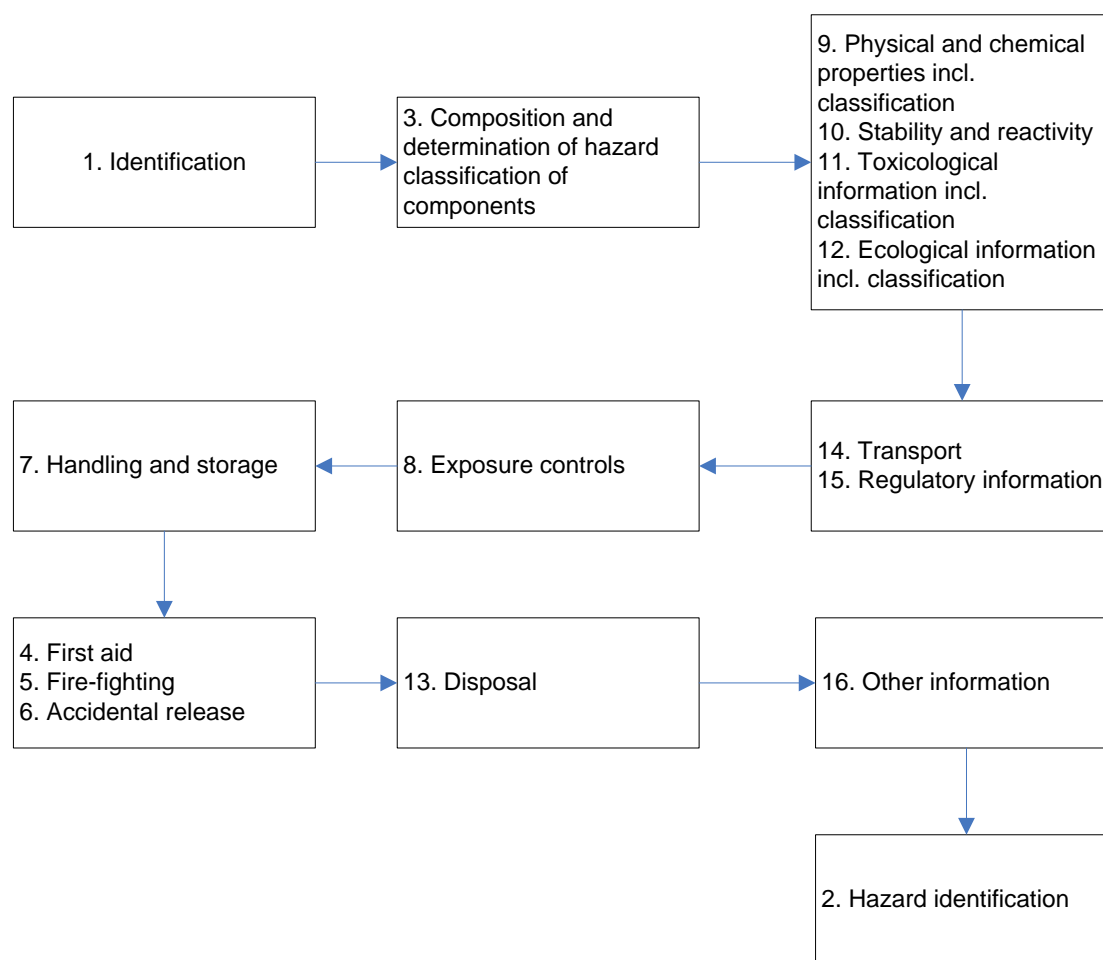 1. Identification
3. Composition and
determination of hazard
classification of
components
9. Physical and chemical
properties incl.
classification
10. Stability and reactivity
11. Toxicological
information incl.
classification
12. Ecological information
incl. classification
14. Transport
15. Regulatory information
8. Exposure controls
7. Handling and storage
4. First aid
5. Fire-fighting
6. Accidental release
13. Disposal
16. Other information
2. Hazard identification